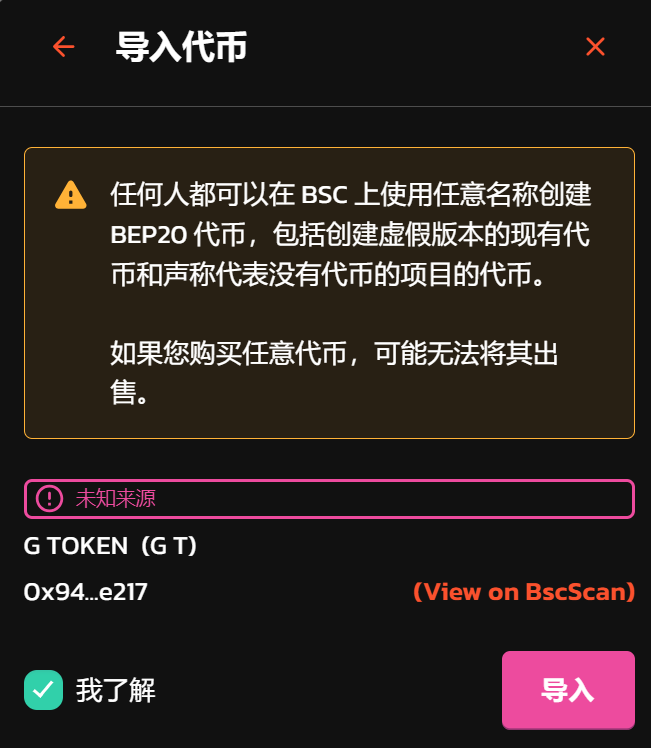 导入代币
任何人都可以在 BSC 上使用任意名称创建
BEP20 代币，包括创建虚假版本的现有代
币和声称代表没有代币的项目的代币。
如果您购买任意代币，可能无法将其出
售。
未知来源
G TOKEN (G T)
0x94...e217 (View on BscScan)
我了解 导入